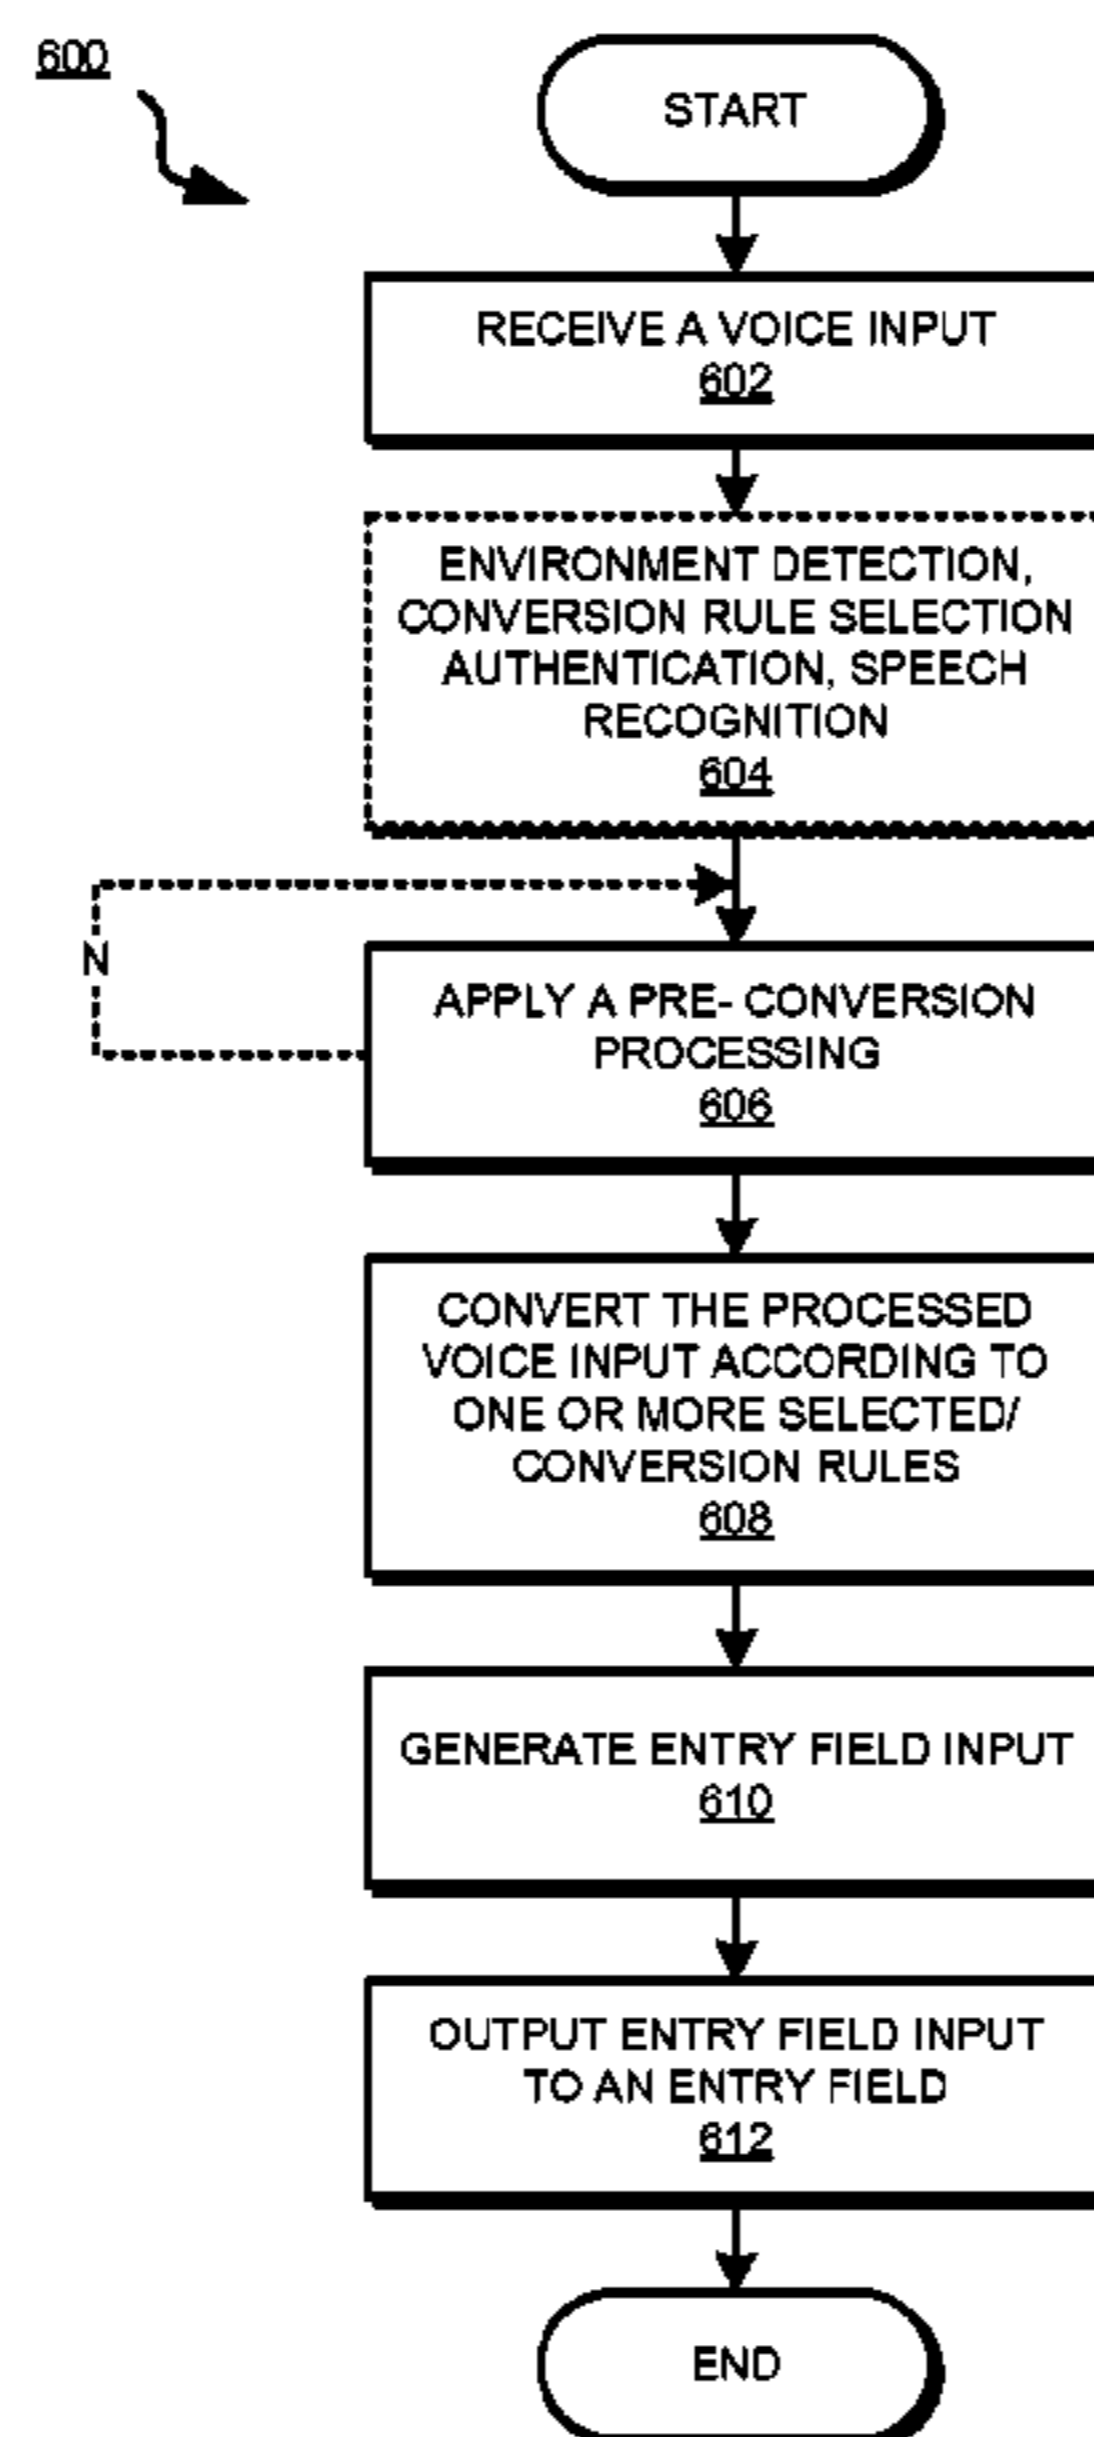 600
START
RECEIVE A VOICE INPUT
602
ENVIRONMENT DETECTION,
CONVERSION RULE SELECTION
AUTHENTICATION, SPEECH
RECOGNITION
604
N
APPLY A PRE- CONVERSION
PROCESSING
606
CONVERT THE PROCESSED
VOICE INPUT ACCORDING TO
ONE OR MORE SELECTED/
CONVERSION RULES
608
GENERATE ENTRY FIELD INPUT
610
OUTPUT ENTRY FIELD INPUT
TO AN ENTRY FIELD
612
END